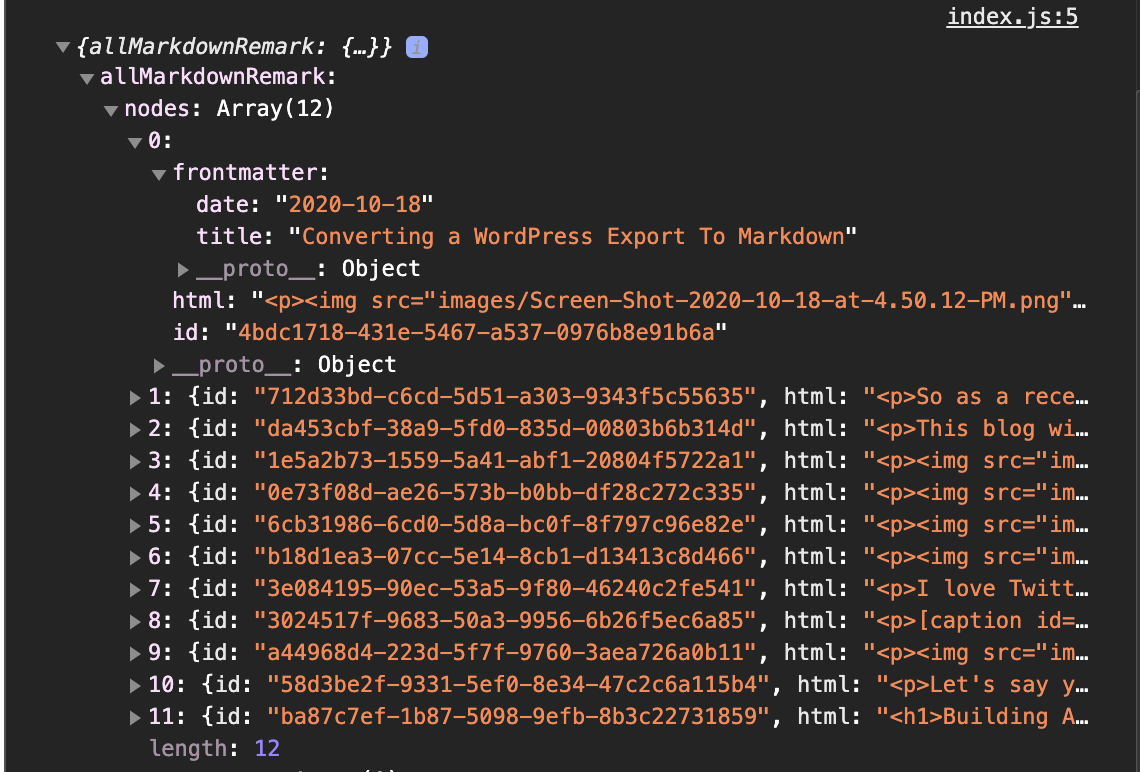 index.js:5
▼{allMarkdownRemark: {…}} i
▼allMarkdownRemark:
▼nodes: Array(12)
▼0:
▼frontmatter:
date: "2020-10-18"
title: "Converting a WordPress Export To Markdown"
▶__proto__: Object
html: "<p><img src="images/Screen-Shot-2020-10-18-at-4.50.12-PM.png"…
id: "4bdc1718-431e-5467-a537-0976b8e91b6a"
▶__proto__: Object
▶1: {id: "712d33bd-c6cd-5d51-a303-9343f5c55635", html: "<p>So as a rece…
▶2: {id: "da453cbf-38a9-5fd0-835d-00803b6b314d", html: "<p>This blog wi…
▶3: {id: "1e5a2b73-1559-5a41-abf1-20804f5722a1", html: "<p><img src="im…
▶4: {id: "0e73f08d-ae26-573b-b0bb-df28c272c335", html: "<p><img src="im…
▶5: {id: "6cb31986-6cd0-5d8a-bc0f-8f797c96e82e", html: "<p><img src="im…
▶6: {id: "b18d1ea3-07cc-5e14-8cb1-d13413c8d466", html: "<p><img src="im…
▶7: {id: "3e084195-90ec-53a5-9f80-46240c2fe541", html: "<p>I love Twitt…
▶8: {id: "3024517f-9683-50a3-9956-6b26f5ec6a85", html: "<p>[caption id=…
▶9: {id: "a44968d4-223d-5f7f-9760-3aea726a0b11", html: "<p><img src="im…
▶10: {id: "58d3be2f-9331-5ef0-8e34-47c2c6a115b4", html: "<p>Let's say y…
▶11: {id: "ba87c7ef-1b87-5098-9efb-8b3c22731859", html: "<h1>Building A…
length: 12